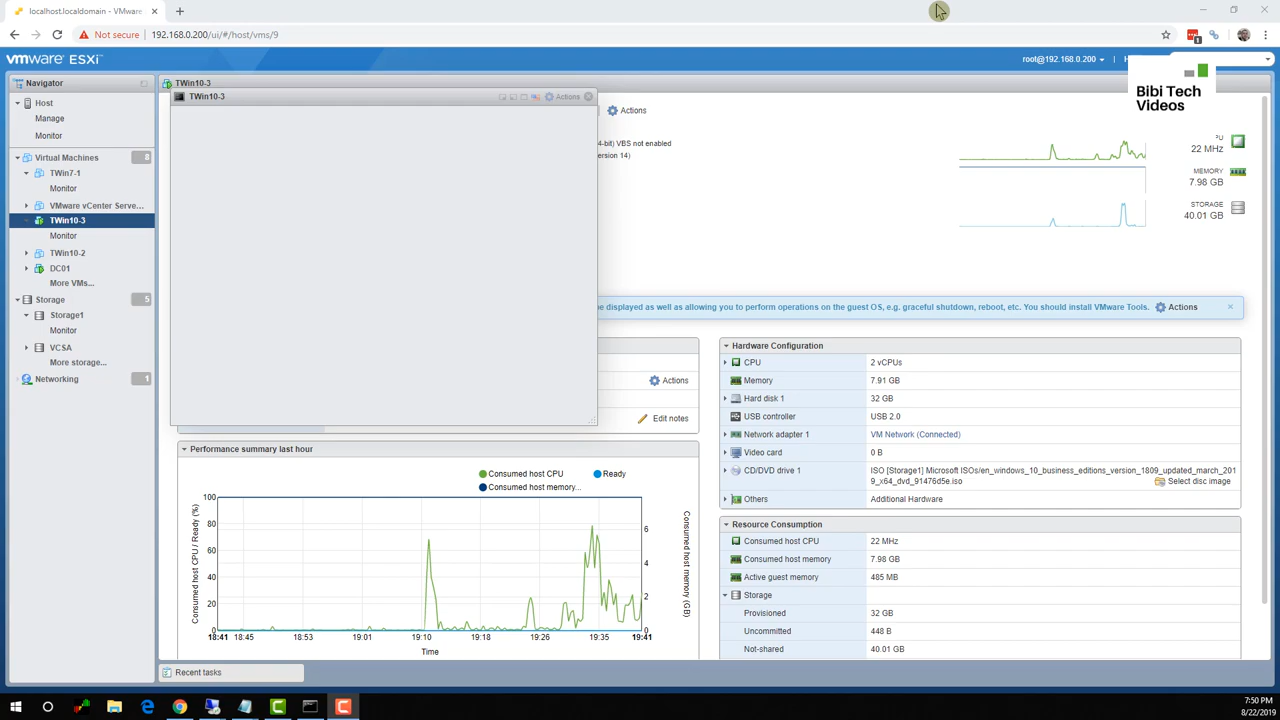 localhost.localdomain - VMware
Not secure
192.168.0.200/ui/#/host/vms/9
vmware ESXi
root@192.168.0.200
H
Bibi Tech
Videos
Navigator
Host
Manage
Monitor
Virtual Machines
8
TWin7-1
Monitor
VMware vCenter Serve...
TWin10-3
Monitor
TWin10-2
DC01
More VMs...
Storage
5
Storage1
Monitor
VCSA
More storage...
Networking
1
TWin10-3
TWin10-3
Actions
Actions
4-bit) VBS not enabled
ersion 14)
PU
22 MHz
MEMORY
7.98 GB
STORAGE
40.01 GB
be displayed as well as allowing you to perform operations on the guest OS, e.g. graceful shutdown, reboot, etc. You should install VMware Tools.
Actions
Actions
Edit notes
Performance summary last hour
Consumed host CPU
Ready
Consumed host memory...
Consumed host CPU / Ready (%)
100
80
60
40
20
0
Consumed host memory (GB)
6
4
2
0
18:41
18:45
18:53
19:01
19:10
19:18
19:26
19:35
19:41
Time
Hardware Configuration
CPU
2 vCPUs
Memory
7.91 GB
Hard disk 1
32 GB
USB controller
USB 2.0
Network adapter 1
VM Network (Connected)
Video card
0 B
CD/DVD drive 1
ISO [Storage1] Microsoft ISOs/en_windows_10_business_editions_version_1809_updated_march_201
9_x64_dvd_91476d5e.iso
Select disc image
Others
Additional Hardware
Resource Consumption
Consumed host CPU
22 MHz
Consumed host memory
7.98 GB
Active guest memory
485 MB
Storage
Provisioned
32 GB
Uncommitted
448 B
Not-shared
40.01 GB
Recent tasks
7:50 PM
8/22/2019